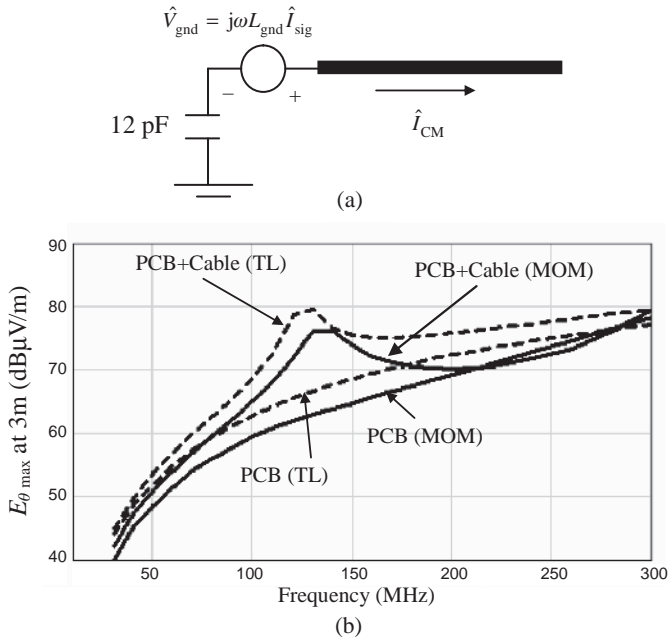 V̂gnd = jωLgnd Îsig
−
+
12 pF
ÎCM
(a)
90
80
70
60
50
40
Eθ max at 3m (dBµV/m)
PCB+Cable (TL)
PCB+Cable (MOM)
PCB (MOM)
PCB (TL)
50 100 150 200 250 300
Frequency (MHz)
(b)